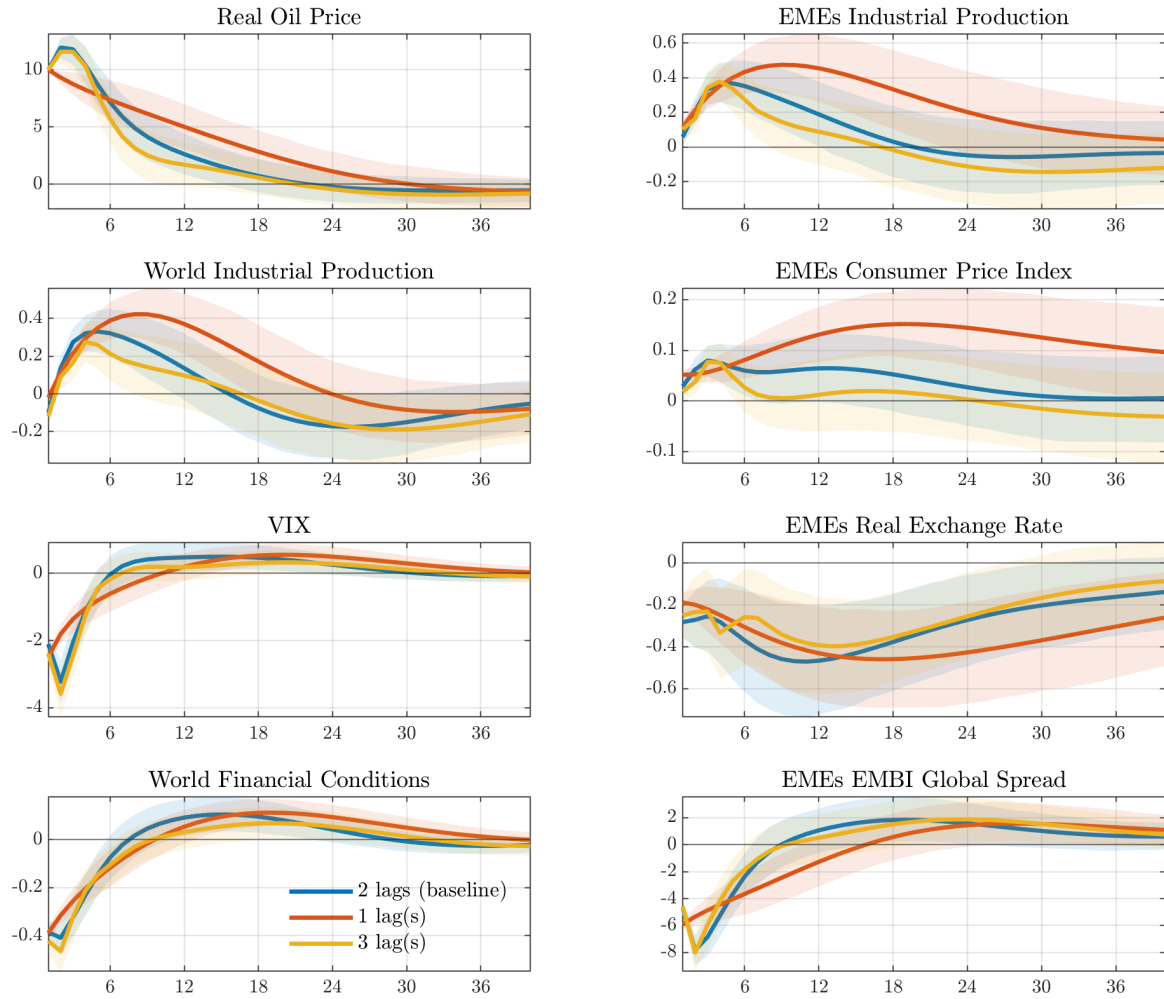 Real Oil Price
10
5
0
6 12 18 24 30 36
EMEs Industrial Production
0.6
0.4
0.2
0
-0.2
6 12 18 24 30 36
World Industrial Production
0.4
0.2
0
-0.2
6 12 18 24 30 36
EMEs Consumer Price Index
0.2
0.1
0
-0.1
6 12 18 24 30 36
VIX
0
-2
-4
6 12 18 24 30 36
EMEs Real Exchange Rate
0
-0.2
-0.4
-0.6
6 12 18 24 30 36
World Financial Conditions
0
-0.2
-0.4
2 lags (baseline)
1 lag(s)
3 lag(s)
6 12 18 24 30 36
EMEs EMBI Global Spread
2
0
-2
-4
-6
-8
6 12 18 24 30 36